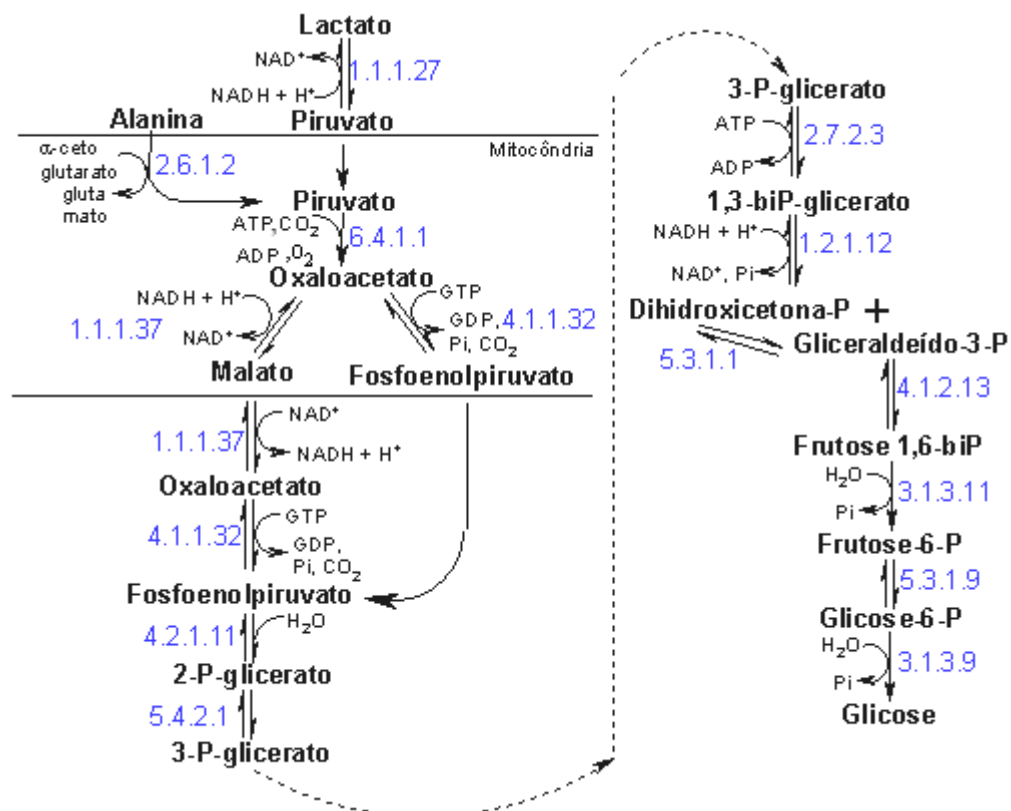 Lactato
NAD⁺
1.1.1.27
NADH + H⁺
Alanina
Piruvato
Mitocôndria
α-ceto
glutarato
2.6.1.2
gluta
mato
Piruvato
ATP,CO₂
6.4.1.1
ADP,O₂
Oxaloacetato
NADH + H⁺
1.1.1.37
NAD⁺
GTP
GDP, 4.1.1.32
Pi, CO₂
Malato
Fosfoenolpiruvato
NAD⁺
1.1.1.37
NADH + H⁺
Oxaloacetato
GTP
4.1.1.32
GDP,
Pi, CO₂
Fosfoenolpiruvato
4.2.1.11
H₂O
2-P-glicerato
5.4.2.1
3-P-glicerato
3-P-glicerato
ATP
2.7.2.3
ADP
1,3-biP-glicerato
NADH + H⁺
1.2.1.12
NAD⁺, Pi
Dihidroxicetona-P +
Gliceraldeído-3-P
5.3.1.1
4.1.2.13
Frutose 1,6-biP
H₂O
3.1.3.11
Pi
Frutose-6-P
5.3.1.9
Glicose-6-P
H₂O
3.1.3.9
Pi
Glicose